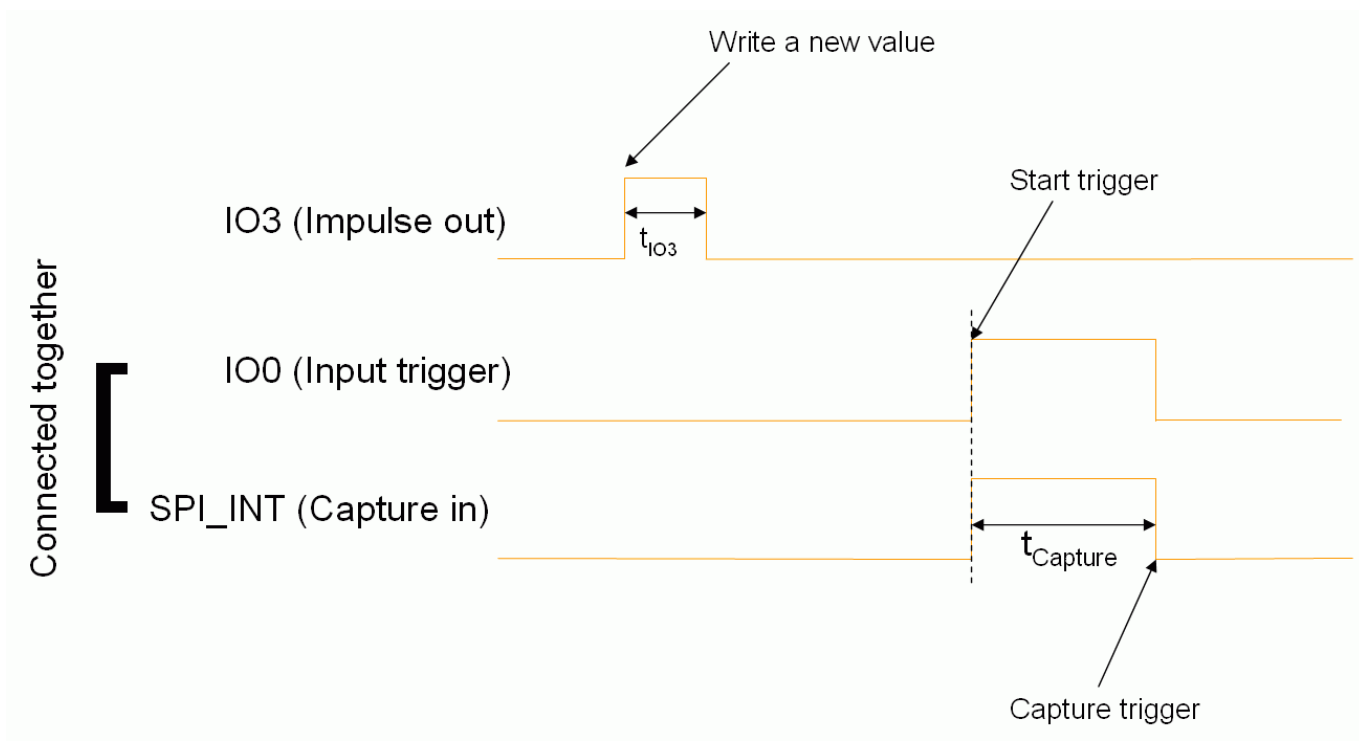 Write a new value
Start trigger
IO3 (Impulse out)
tIO3
Connected together
IO0 (Input trigger)
SPI_INT (Capture in)
tCapture
Capture trigger